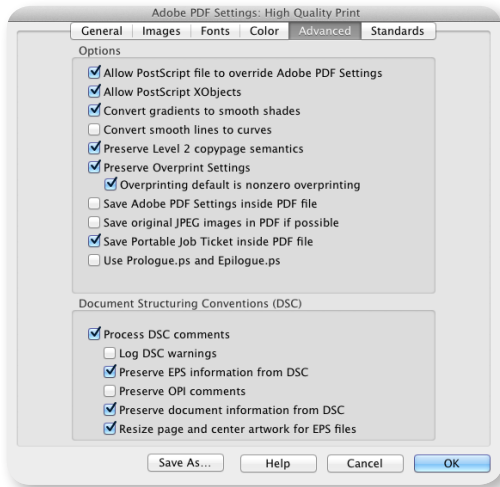 Adobe PDF Settings: High Quality Print
General Images Fonts Color Advanced Standards
Options
Allow PostScript file to override Adobe PDF Settings
Allow PostScript XObjects
Convert gradients to smooth shades
Convert smooth lines to curves
Preserve Level 2 copypage semantics
Preserve Overprint Settings
Overprinting default is nonzero overprinting
Save Adobe PDF Settings inside PDF file
Save original JPEG images in PDF if possible
Save Portable Job Ticket inside PDF file
Use Prologue.ps and Epilogue.ps
Document Structuring Conventions (DSC)
Process DSC comments
Log DSC warnings
Preserve EPS information from DSC
Preserve OPI comments
Preserve document information from DSC
Resize page and center artwork for EPS files
Save As... Help Cancel OK